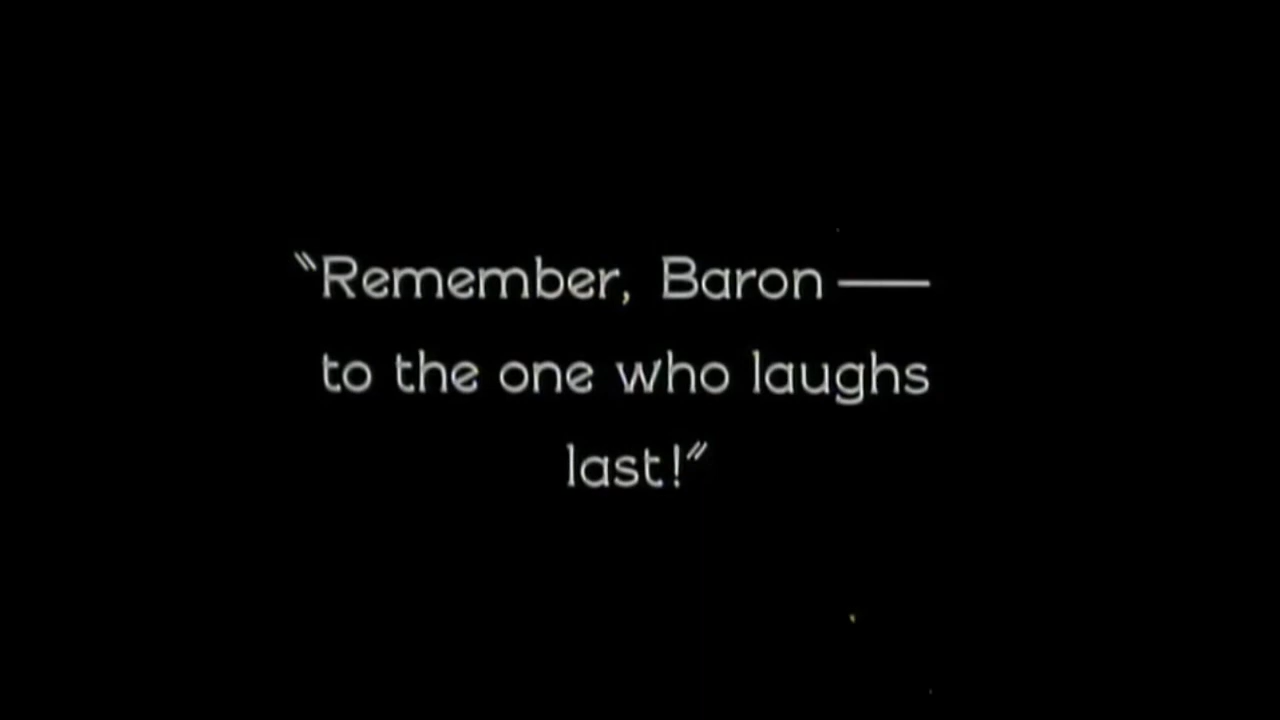 “Remember, Baron —
to the one who laughs
last!”